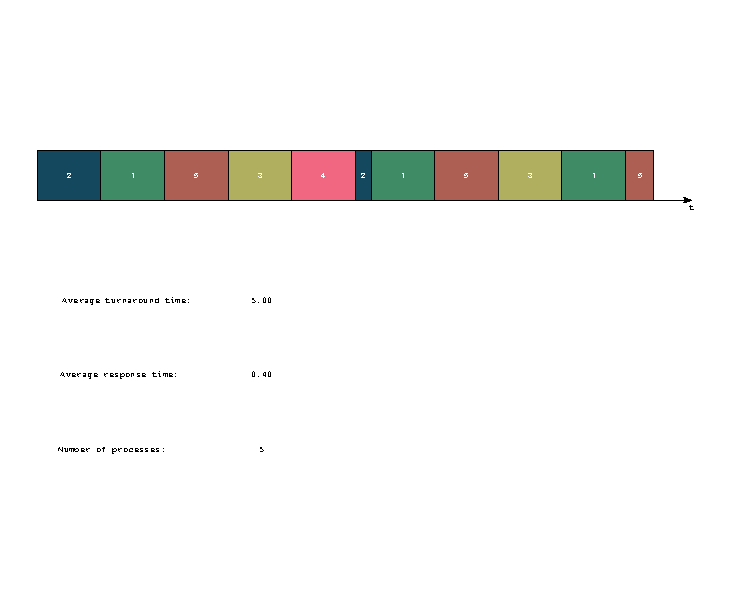 2 1 5 3 4 2 1 5 3 1 5
t
Average turnaround time: 5.00
Average response time: 0.40
Number of processes: 5